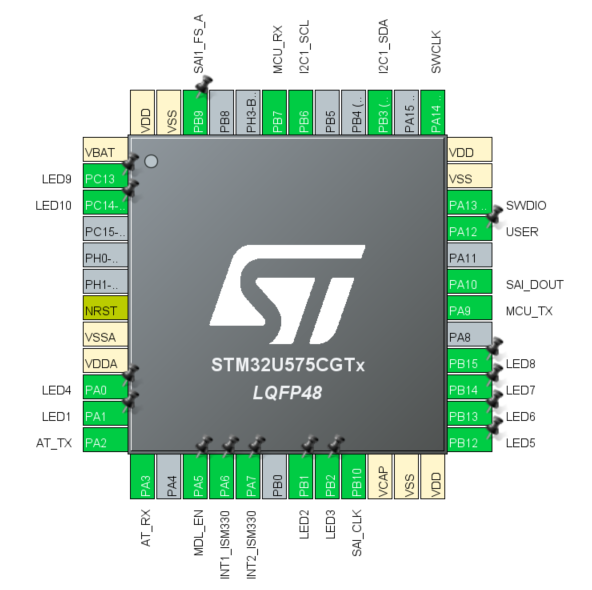 SAI1_FS_A
MCU_RX
I2C1_SCL
I2C1_SDA
SWCLK
VDD
VSS
PB9
PB8
PH3-B..
PB7
PB6
PB5
PB4 (..
PB3 (..
PA15 ..
PA14 ..
VBAT
LED9 PC13
LED10 PC14-..
PC15-..
PH0-..
PH1-..
NRST
VSSA
VDDA
LED4 PA0
LED1 PA1
AT_TX PA2
ST
STM32U575CGTx
LQFP48
VDD
VSS
PA13 .. SWDIO
PA12 USER
PA11
PA10 SAI_DOUT
PA9 MCU_TX
PA8
PB15 LED8
PB14 LED7
PB13 LED6
PB12 LED5
PA3
PA4
PA5
PA6
PA7
PB0
PB1
PB2
PB10
VCAP
VSS
VDD
AT_RX
MDL_EN
INT1_ISM330
INT2_ISM330
LED2
LED3
SAI_CLK